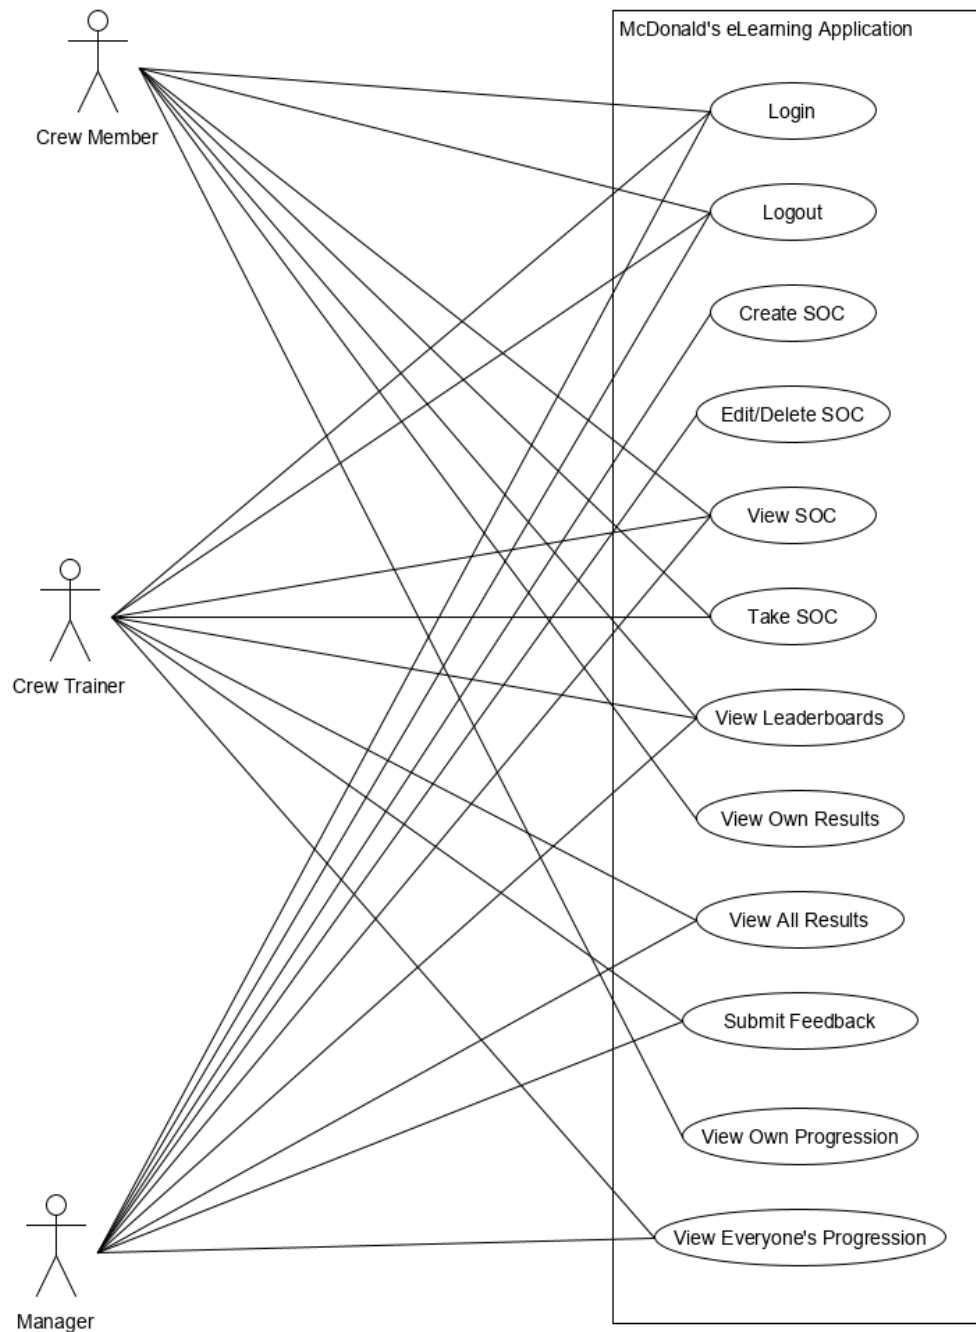 McDonald's eLearning Application
Crew Member
Login
Logout
Create SOC
Edit/Delete SOC
View SOC
Take SOC
Crew Trainer
View Leaderboards
View Own Results
View All Results
Submit Feedback
View Own Progression
View Everyone's Progression
Manager